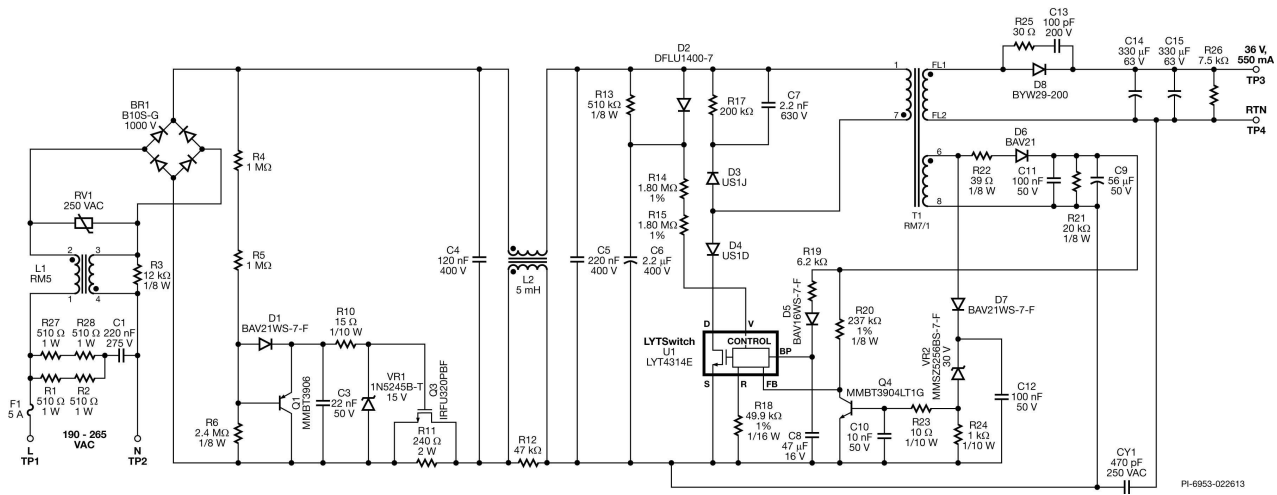 BR1
B10S-G
1000 V
RV1
250 VAC
2
3
L1
RM5
1
4
R3
12 kΩ
1/8 W
R27
510 Ω
1 W
R28
510 Ω
1 W
C1
220 nF
275 V
R1
510 Ω
1 W
R2
510 Ω
1 W
F1
5 A
190 - 265
VAC
L
TP1
N
TP2
R4
1 MΩ
R5
1 MΩ
D1
BAV21WS-7-F
R6
2.4 MΩ
1/8 W
Q1
MMBT3906
C3
22 nF
50 V
R10
15 Ω
1/10 W
VR1
1N5245B-T
15 V
Q3
IRFU320PBF
R11
240 Ω
2 W
C4
120 nF
400 V
L2
5 mH
R12
47 kΩ
C5
220 nF
400 V
R13
510 kΩ
1/8 W
C6
2.2 µF
400 V
D2
DFLU1400-7
R14
1.80 MΩ
1%
R15
1.80 MΩ
1%
R17
200 kΩ
C7
2.2 nF
630 V
D3
US1J
D4
US1D
LYTSwitch
U1
LYT4314E
D
V
CONTROL
BP
S
R
FB
R18
49.9 kΩ
1%
1/16 W
R19
6.2 kΩ
D5
BAV16WS-7-F
C8
47 µF
16 V
R20
237 kΩ
1%
1/8 W
Q4
MMBT3904LT1G
C10
10 nF
50 V
R23
10 Ω
1/10 W
VR2
MMSZ5256BS-7-F
30 V
R24
1 kΩ
1/10 W
D7
BAV21WS-7-F
C12
100 nF
50 V
1
7
FL1
FL2
6
8
T1
RM7/1
R25
30 Ω
C13
100 pF
200 V
D8
BYW29-200
C14
330 µF
63 V
C15
330 µF
63 V
R26
7.5 kΩ
36 V,
550 mA
TP3
RTN
TP4
R22
39 Ω
1/8 W
D6
BAV21
C11
100 nF
50 V
R21
20 kΩ
1/8 W
C9
56 µF
50 V
CY1
470 pF
250 VAC
PI-6953-022613